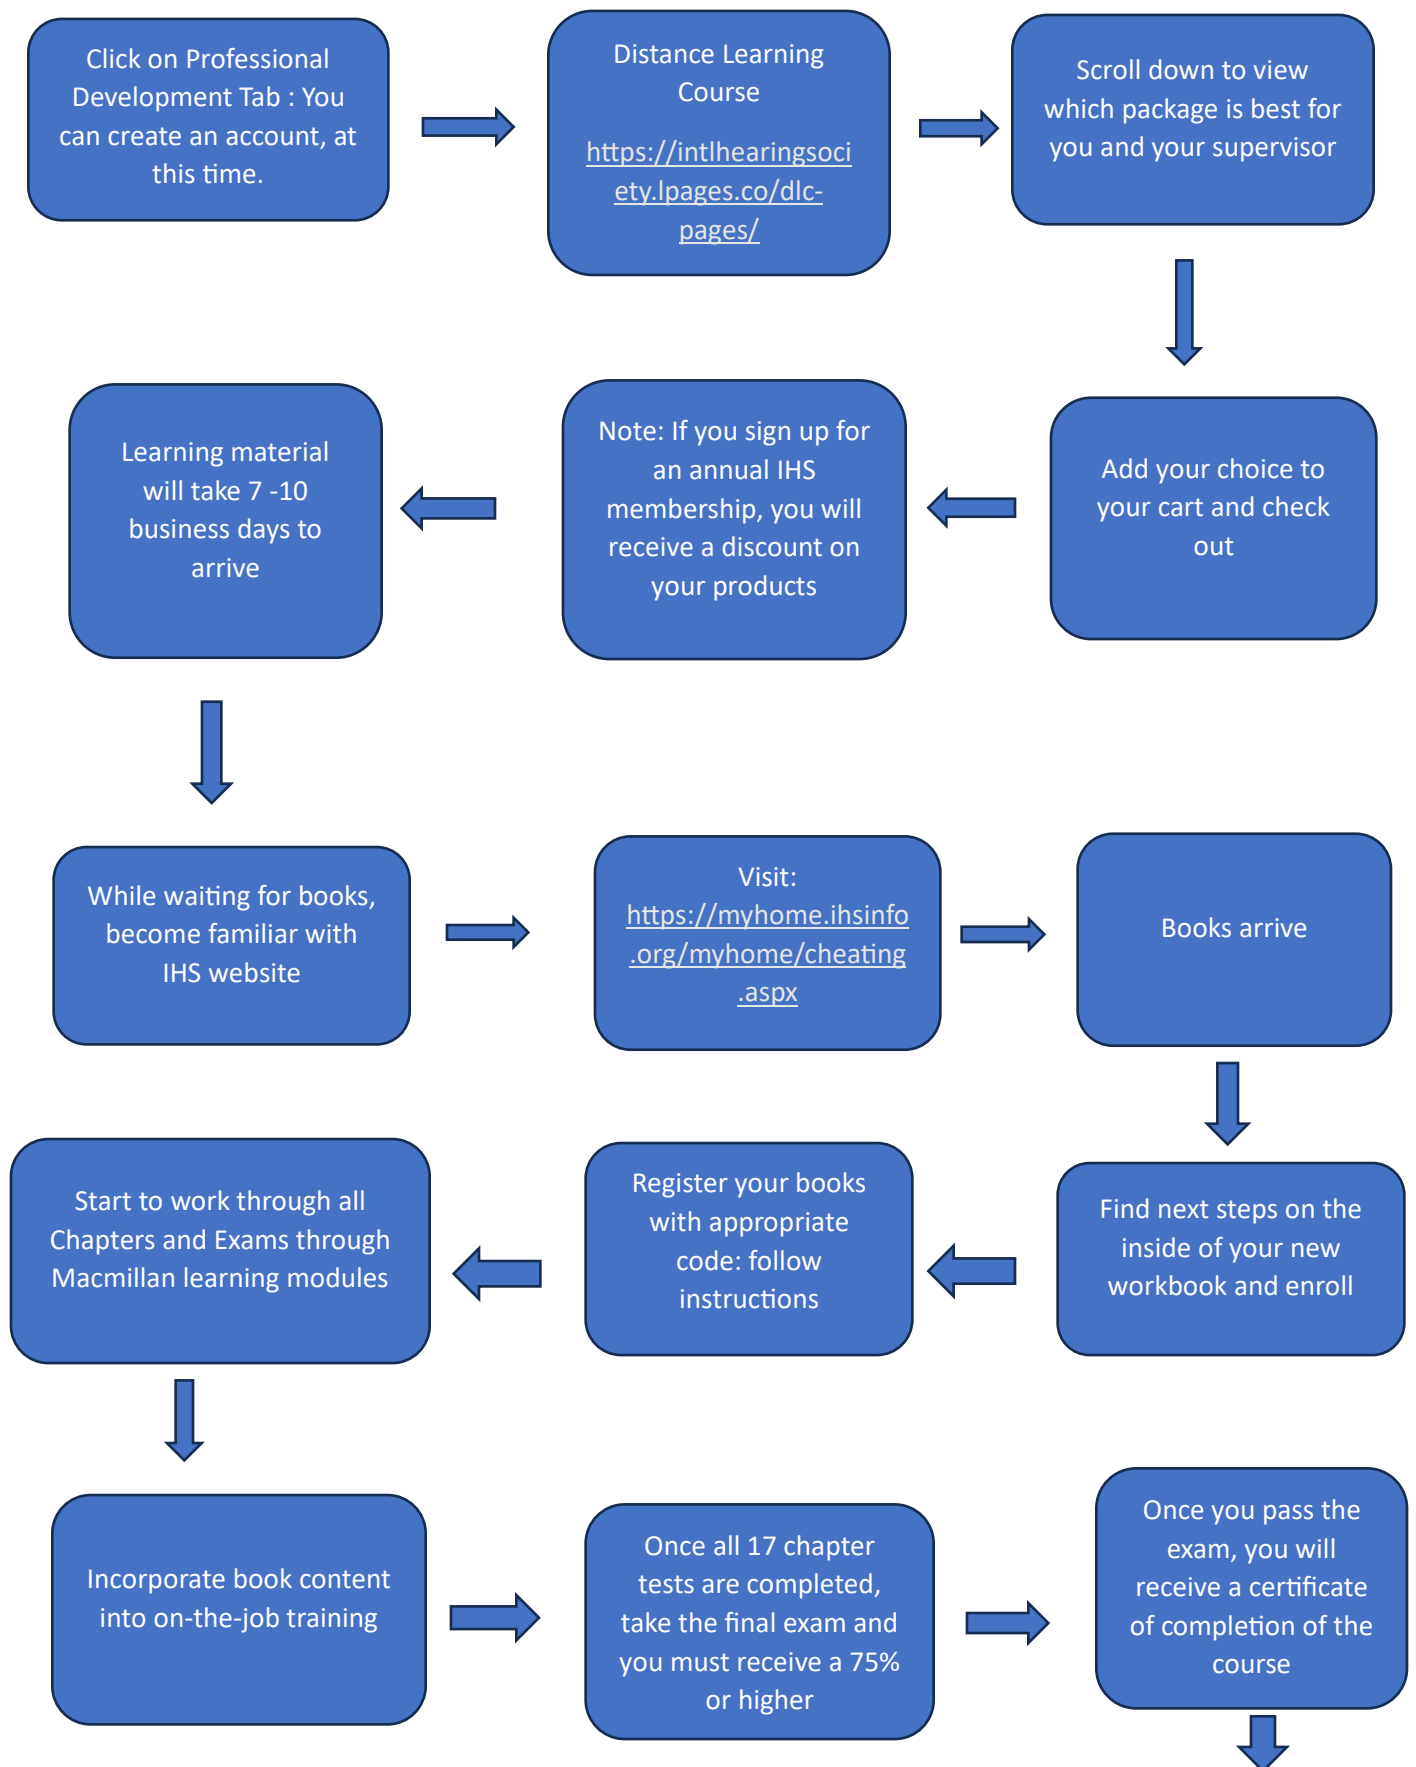 Click on Professional
Development Tab : You
can create an account, at
this time.
Distance Learning
Course
https://intlhearingsoci
ety.lpages.co/dlc-
pages/
Scroll down to view
which package is best for
you and your supervisor
Add your choice to
your cart and check
out
Note: If you sign up for
an annual IHS
membership, you will
receive a discount on
your products
Learning material
will take 7 -10
business days to
arrive
While waiting for books,
become familiar with
IHS website
Visit:
https://myhome.ihsinfo
.org/myhome/cheating
.aspx
Books arrive
Find next steps on the
inside of your new
workbook and enroll
Register your books
with appropriate
code: follow
instructions
Start to work through all
Chapters and Exams through
Macmillan learning modules
Incorporate book content
into on-the-job training
Once all 17 chapter
tests are completed,
take the final exam and
you must receive a 75%
or higher
Once you pass the
exam, you will
receive a certificate
of completion of the
course